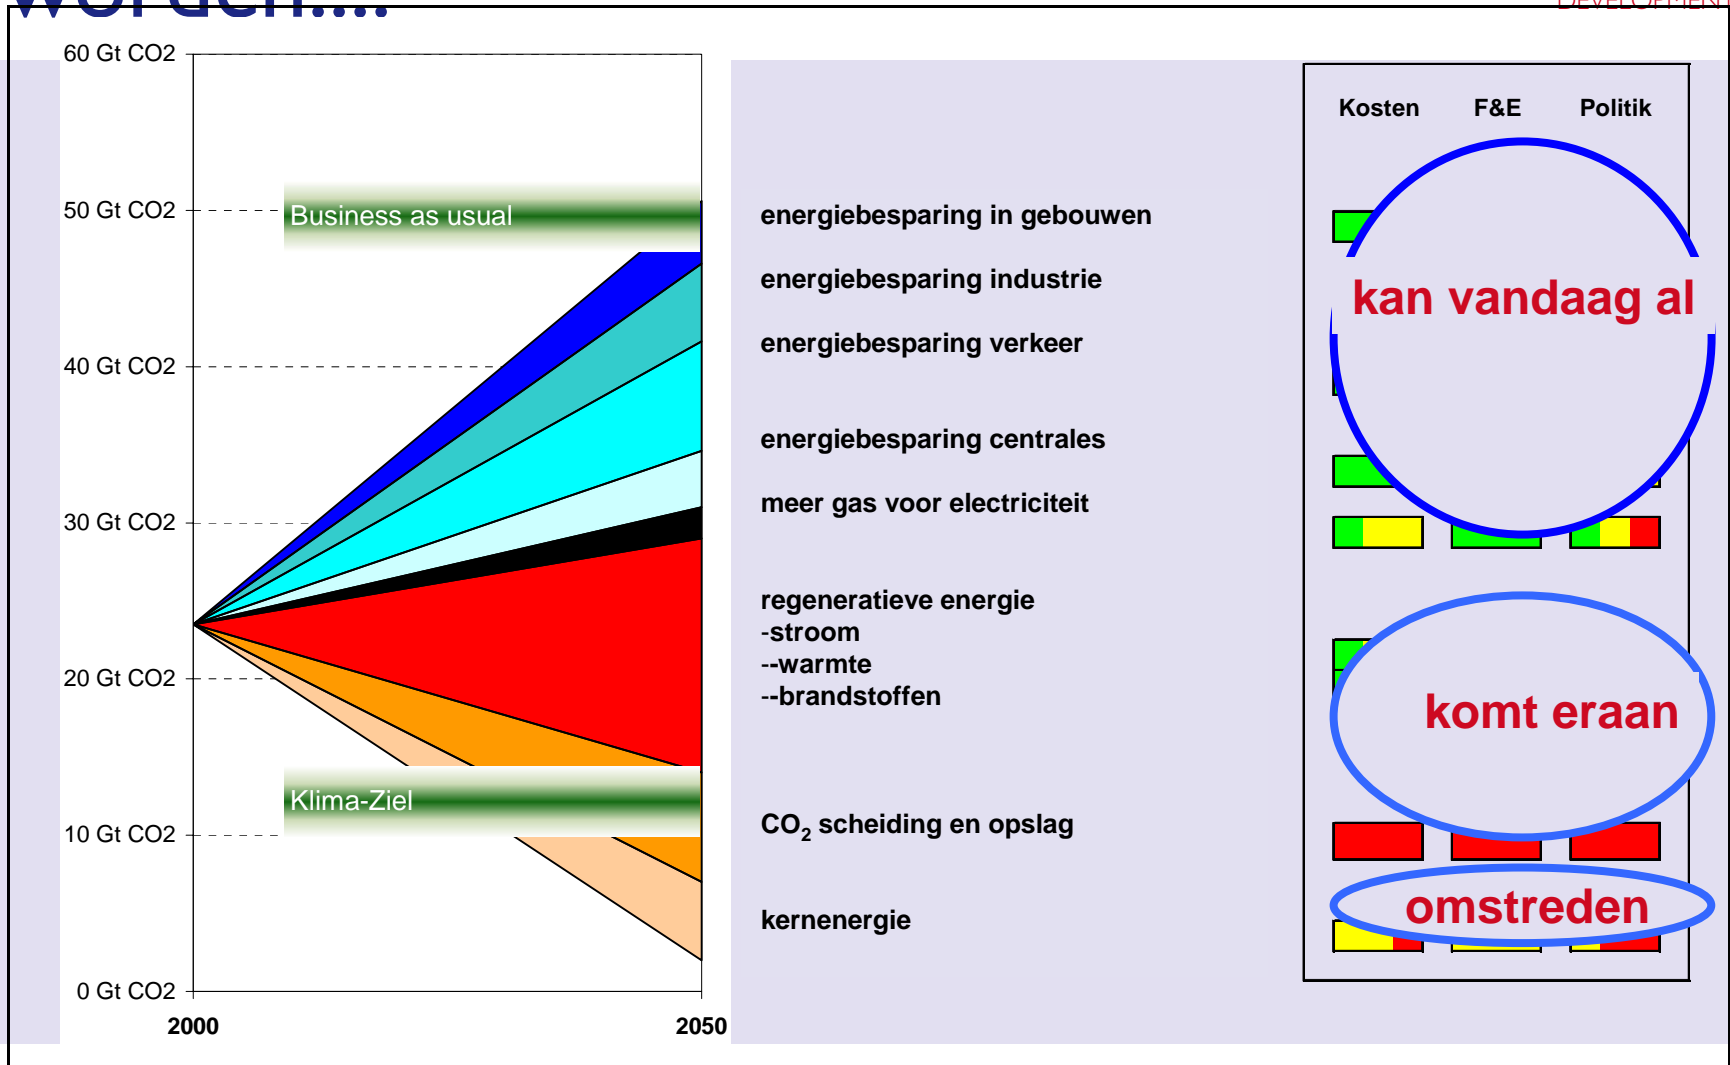 worden....
DEVELOPMENT
60 Gt CO2
50 Gt CO2
40 Gt CO2
30 Gt CO2
20 Gt CO2
10 Gt CO2
0 Gt CO2
2000
2050
Business as usual
Klima-Ziel
energiebesparing in gebouwen
energiebesparing industrie
energiebesparing verkeer
energiebesparing centrales
meer gas voor electriciteit
regeneratieve energie
-stroom
--warmte
--brandstoffen
CO₂ scheiding en opslag
kernenergie
Kosten F&E Politik
kan vandaag al
komt eraan
omstreden